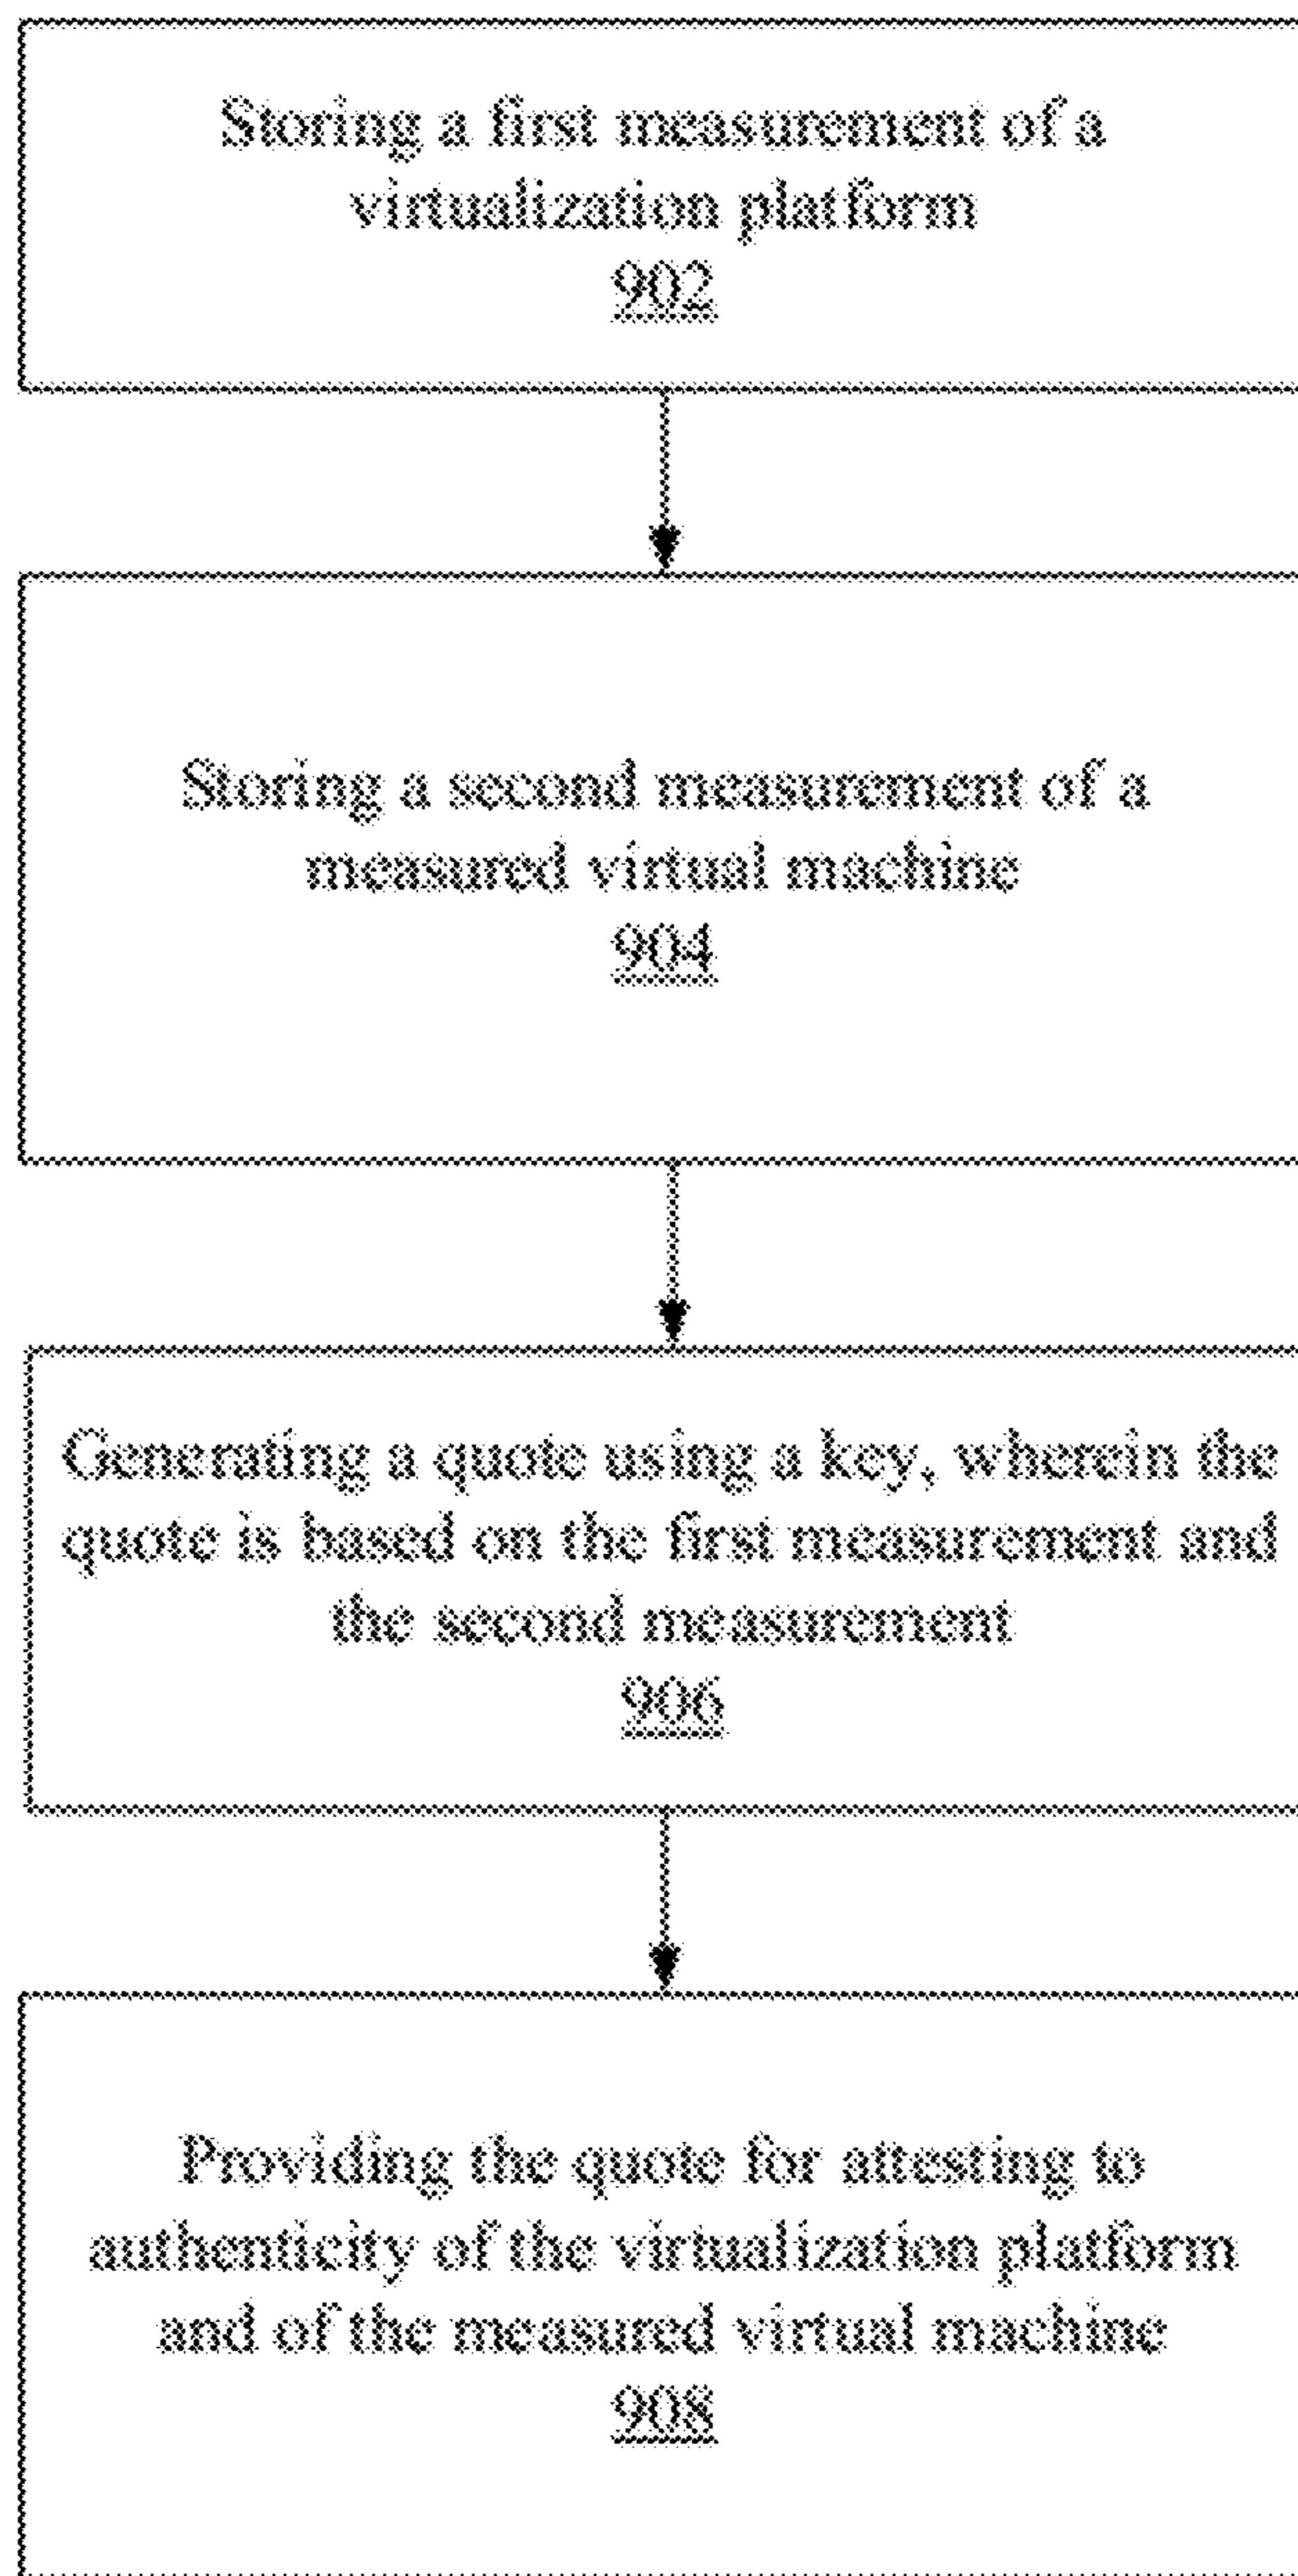 Storing a first measurement of a
virtualization platform
902
Storing a second measurement of a
measured virtual machine
904
Generating a quote using a key, wherein the
quote is based on the first measurement and
the second measurement
906
Providing the quote for attesting to
authenticity of the virtualization platform
and of the measured virtual machine
908